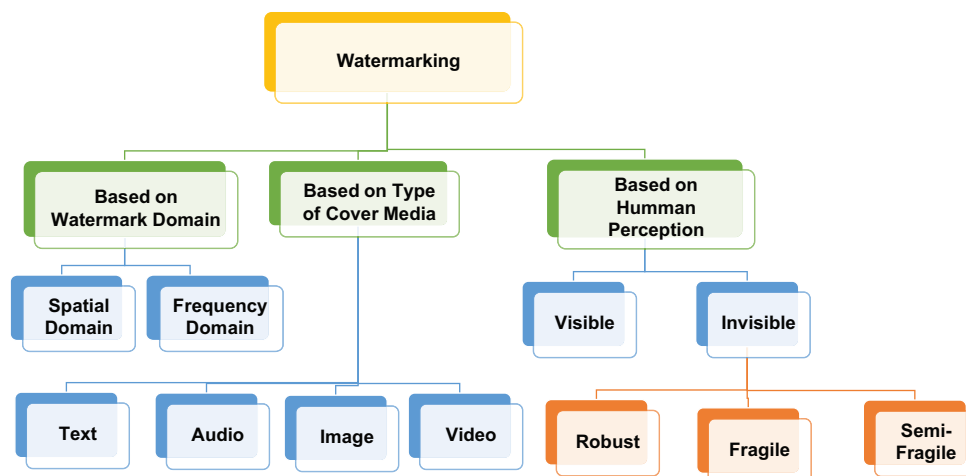 Watermarking
Based on
Watermark Domain
Based on Type
of Cover Media
Based on
Humman
Perception
Spatial
Domain
Frequency
Domain
Visible
Invisible
Text
Audio
Image
Video
Robust
Fragile
Semi-
Fragile